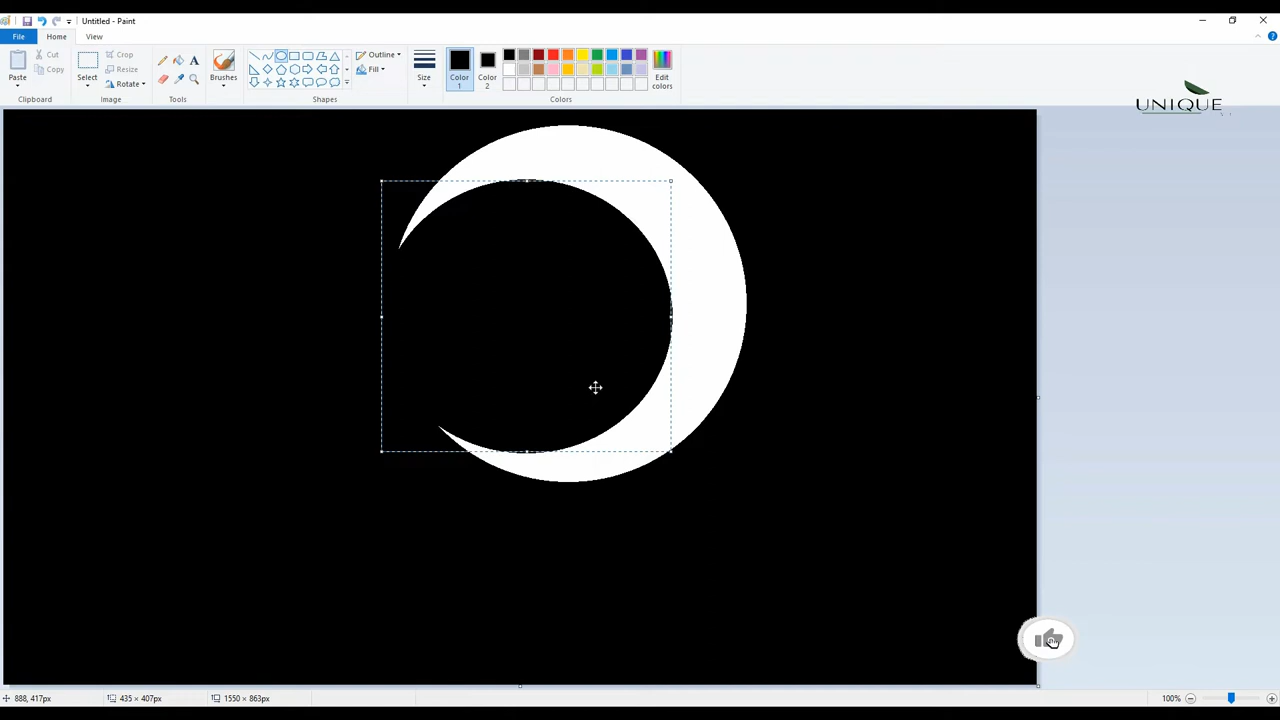 Untitled - Paint
File Home View
Paste
Clipboard
Select
Crop
Resize
Rotate
Image
Tools
Brushes
Shapes
Outline
Fill
Size
Color 1
Color 2
Edit colors
Colors
Cut
Copy
UNIQUE
888, 417px
435 × 407px
1550 × 863px
100%